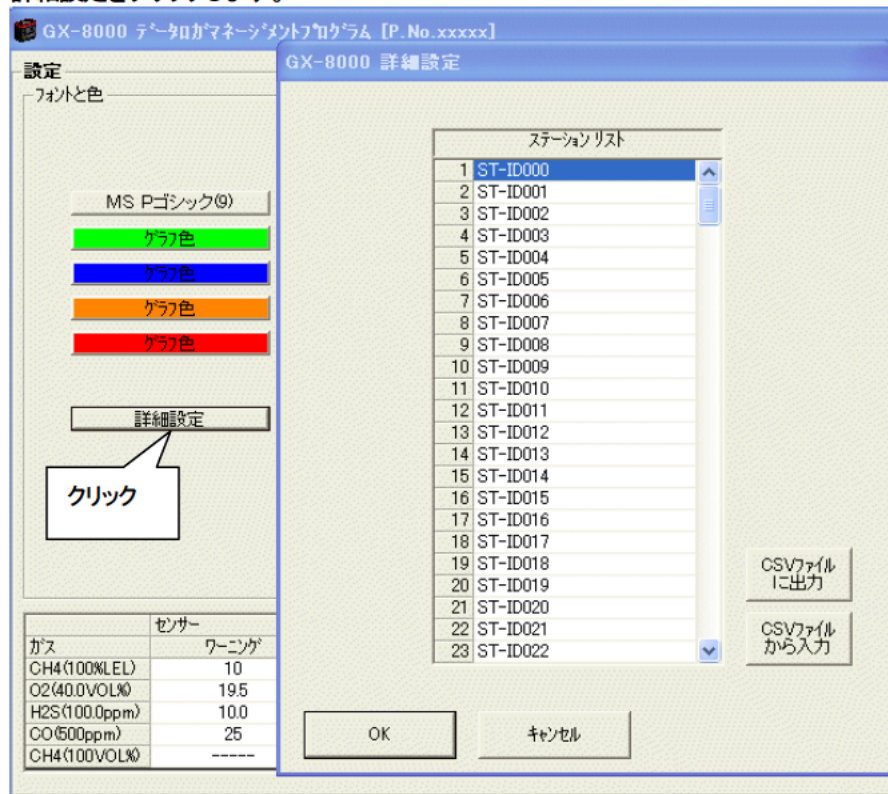 GX-8000 ﾃﾞｰﾀﾛｶﾞﾏﾈｰｼﾞﾒﾝﾄﾌﾟﾛｸﾞﾗﾑ [P.No.xxxxx]
設定
ﾌｫﾝﾄと色
MS Pゴシック(9)
ｸﾞﾗﾌ色
ｸﾞﾗﾌ色
ｸﾞﾗﾌ色
ｸﾞﾗﾌ色
詳細設定
クリック
センサー
ガス ワーニング
CH4(100%LEL) 10
O2(40.0VOL%) 19.5
H2S(100.0ppm) 10.0
CO(500ppm) 25
CH4(100VOL%) -----
GX-8000 詳細設定
ステーション リスト
1 ST-ID000
2 ST-ID001
3 ST-ID002
4 ST-ID003
5 ST-ID004
6 ST-ID005
7 ST-ID006
8 ST-ID007
9 ST-ID008
10 ST-ID009
11 ST-ID010
12 ST-ID011
13 ST-ID012
14 ST-ID013
15 ST-ID014
16 ST-ID015
17 ST-ID016
18 ST-ID017
19 ST-ID018
20 ST-ID019
21 ST-ID020
22 ST-ID021
23 ST-ID022
CSVファイル
に出力
CSVファイル
から入力
OK
キャンセル